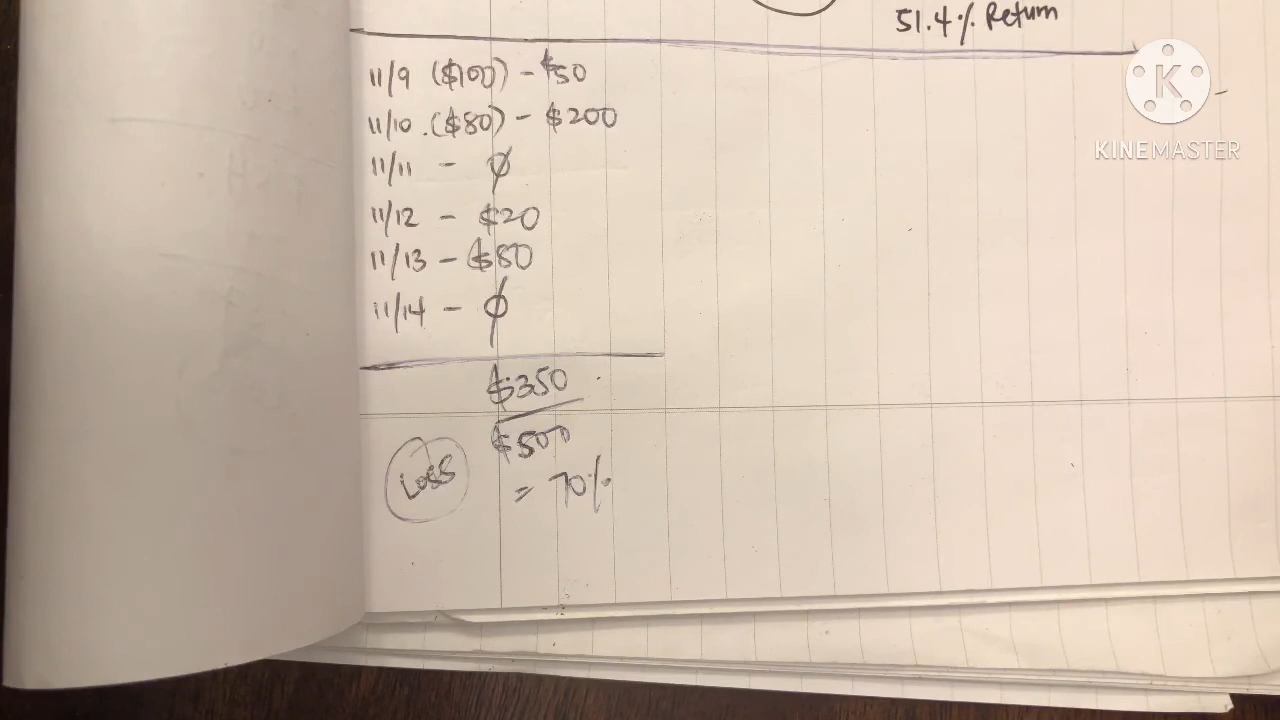 51.4% Return
11/9 ($100) - $50
11/10 . ($80) - $200
11/11 - ∅
11/12 - $20
11/13 - $80
11/14 - ∅
$350
$500
Loss
= 70%
K
KINEMASTER